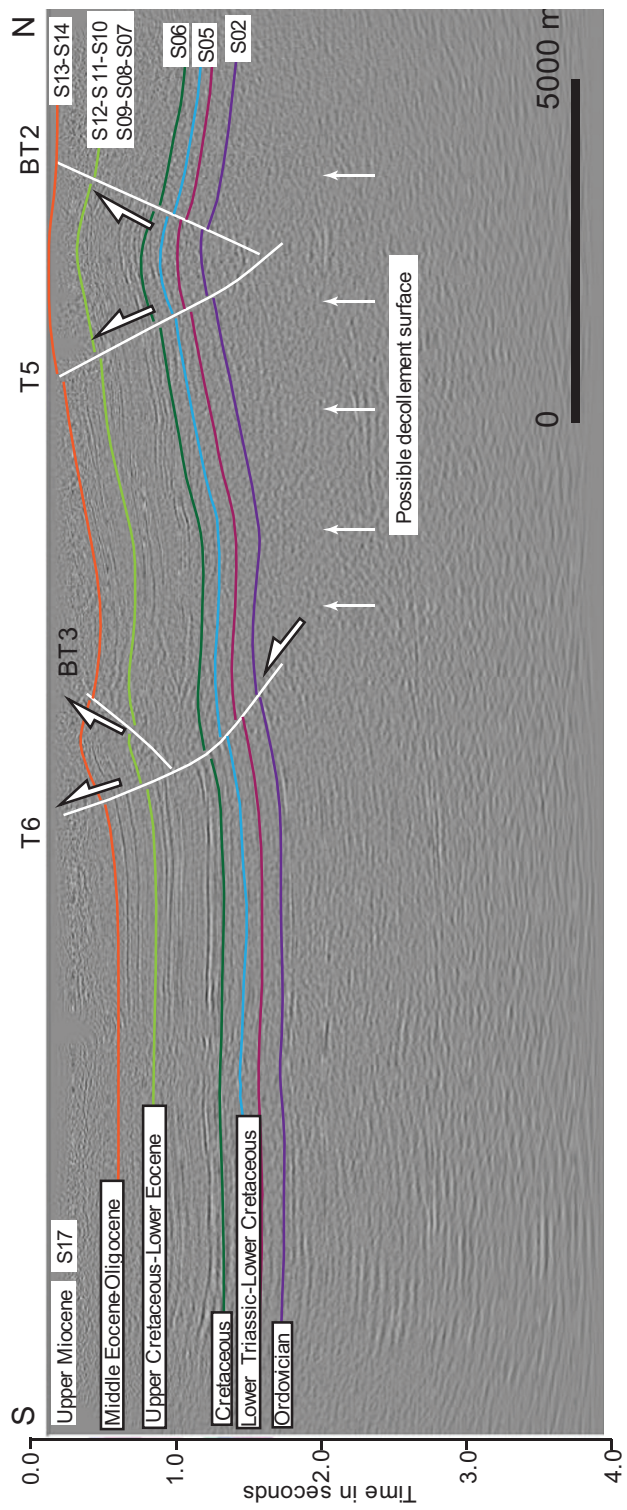 S
N
T6
BT3
T5
BT2
Upper Miocene
S17
Middle Eocene-Oligocene
Upper Cretaceous-Lower Eocene
Cretaceous
Lower Triassic-Lower Cretaceous
Ordovician
S13-S14
S12-S11-S10
S09-S08-S07
S06
S05
S02
Possible decollement surface
0
5000 m
Time in seconds
0.0
1.0
2.0
3.0
4.0